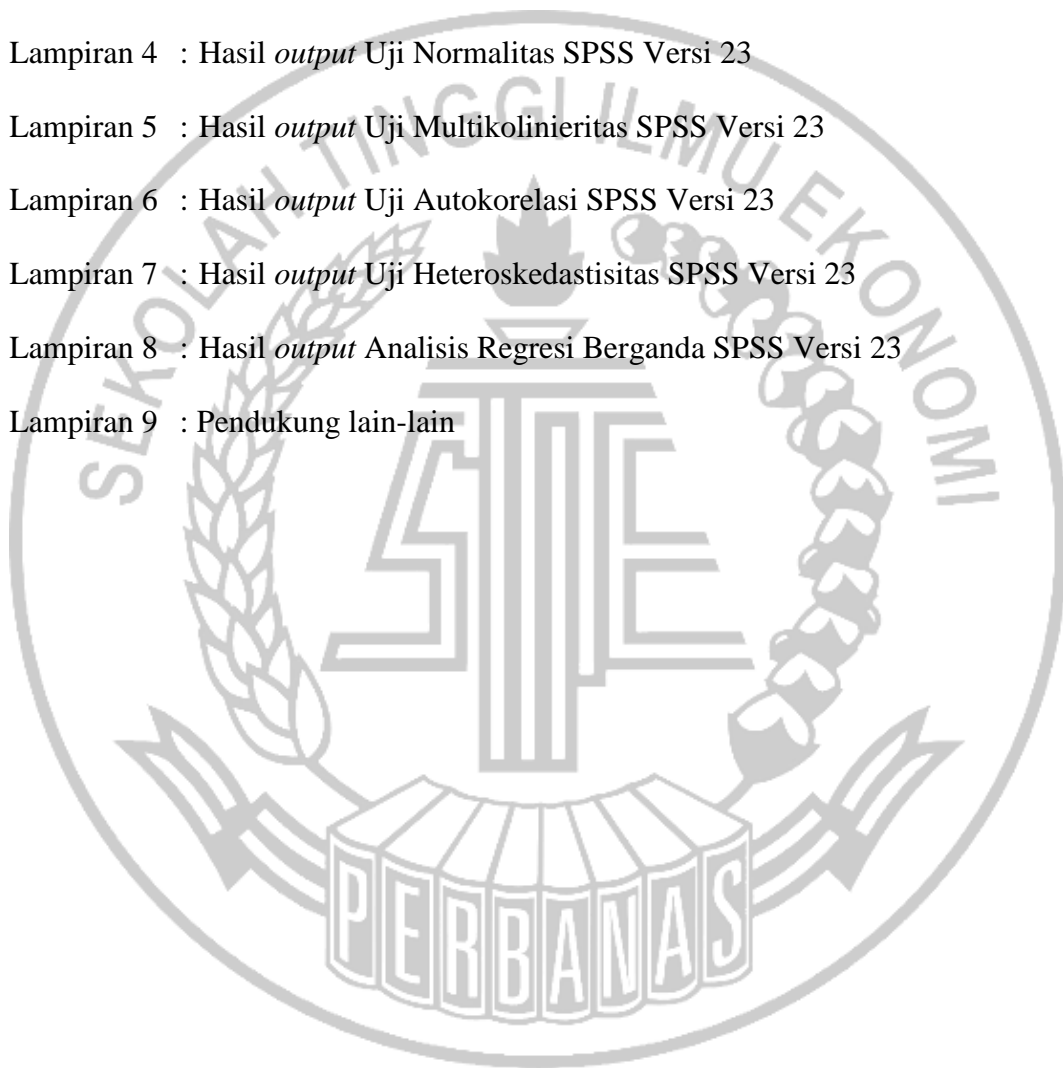 Lampiran 4 : Hasil output Uji Normalitas SPSS Versi 23
Lampiran 5 : Hasil output Uji Multikolinieritas SPSS Versi 23
Lampiran 6 : Hasil output Uji Autokorelasi SPSS Versi 23
Lampiran 7 : Hasil output Uji Heteroskedastisitas SPSS Versi 23
Lampiran 8 : Hasil output Analisis Regresi Berganda SPSS Versi 23
Lampiran 9 : Pendukung lain-lain
SEKOLAH TINGGI ILMU EKONOMI
STIE
PERBANAS